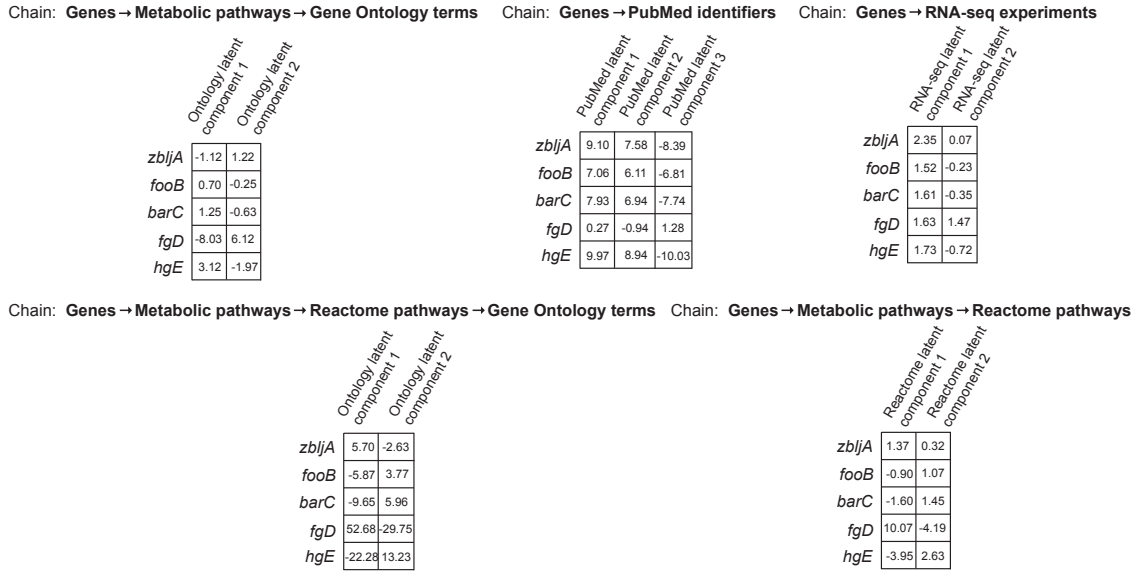 Chain: Genes→Metabolic pathways→Gene Ontology terms
Ontology latent
component 1
Ontology latent
component 2
zbljA -1.12 1.22
fooB 0.70 -0.25
barC 1.25 -0.63
fgD -8.03 6.12
hgE 3.12 -1.97
Chain: Genes→PubMed identifiers
PubMed latent
component 1
PubMed latent
component 2
PubMed latent
component 3
zbljA 9.10 7.58 -8.39
fooB 7.06 6.11 -6.81
barC 7.93 6.94 -7.74
fgD 0.27 -0.94 1.28
hgE 9.97 8.94 -10.03
Chain: Genes→RNA-seq experiments
RNA-seq latent
component 1
RNA-seq latent
component 2
zbljA 2.35 0.07
fooB 1.52 -0.23
barC 1.61 -0.35
fgD 1.63 1.47
hgE 1.73 -0.72
Chain: Genes→Metabolic pathways→Reactome pathways→Gene Ontology terms
Ontology latent
component 1
Ontology latent
component 2
zbljA 5.70 -2.63
fooB -5.87 3.77
barC -9.65 5.96
fgD 52.68 -29.75
hgE -22.28 13.23
Chain: Genes→Metabolic pathways→Reactome pathways
Reactome latent
component 1
Reactome latent
component 2
zbljA 1.37 0.32
fooB -0.90 1.07
barC -1.60 1.45
fgD 10.07 -4.19
hgE -3.95 2.63